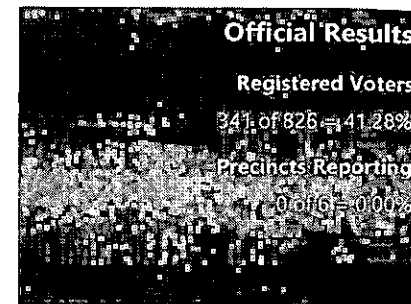 Official Results
Registered Voters
341 of 826 = 41.28%
Precincts Reporting
0 of 6 = 0.00%